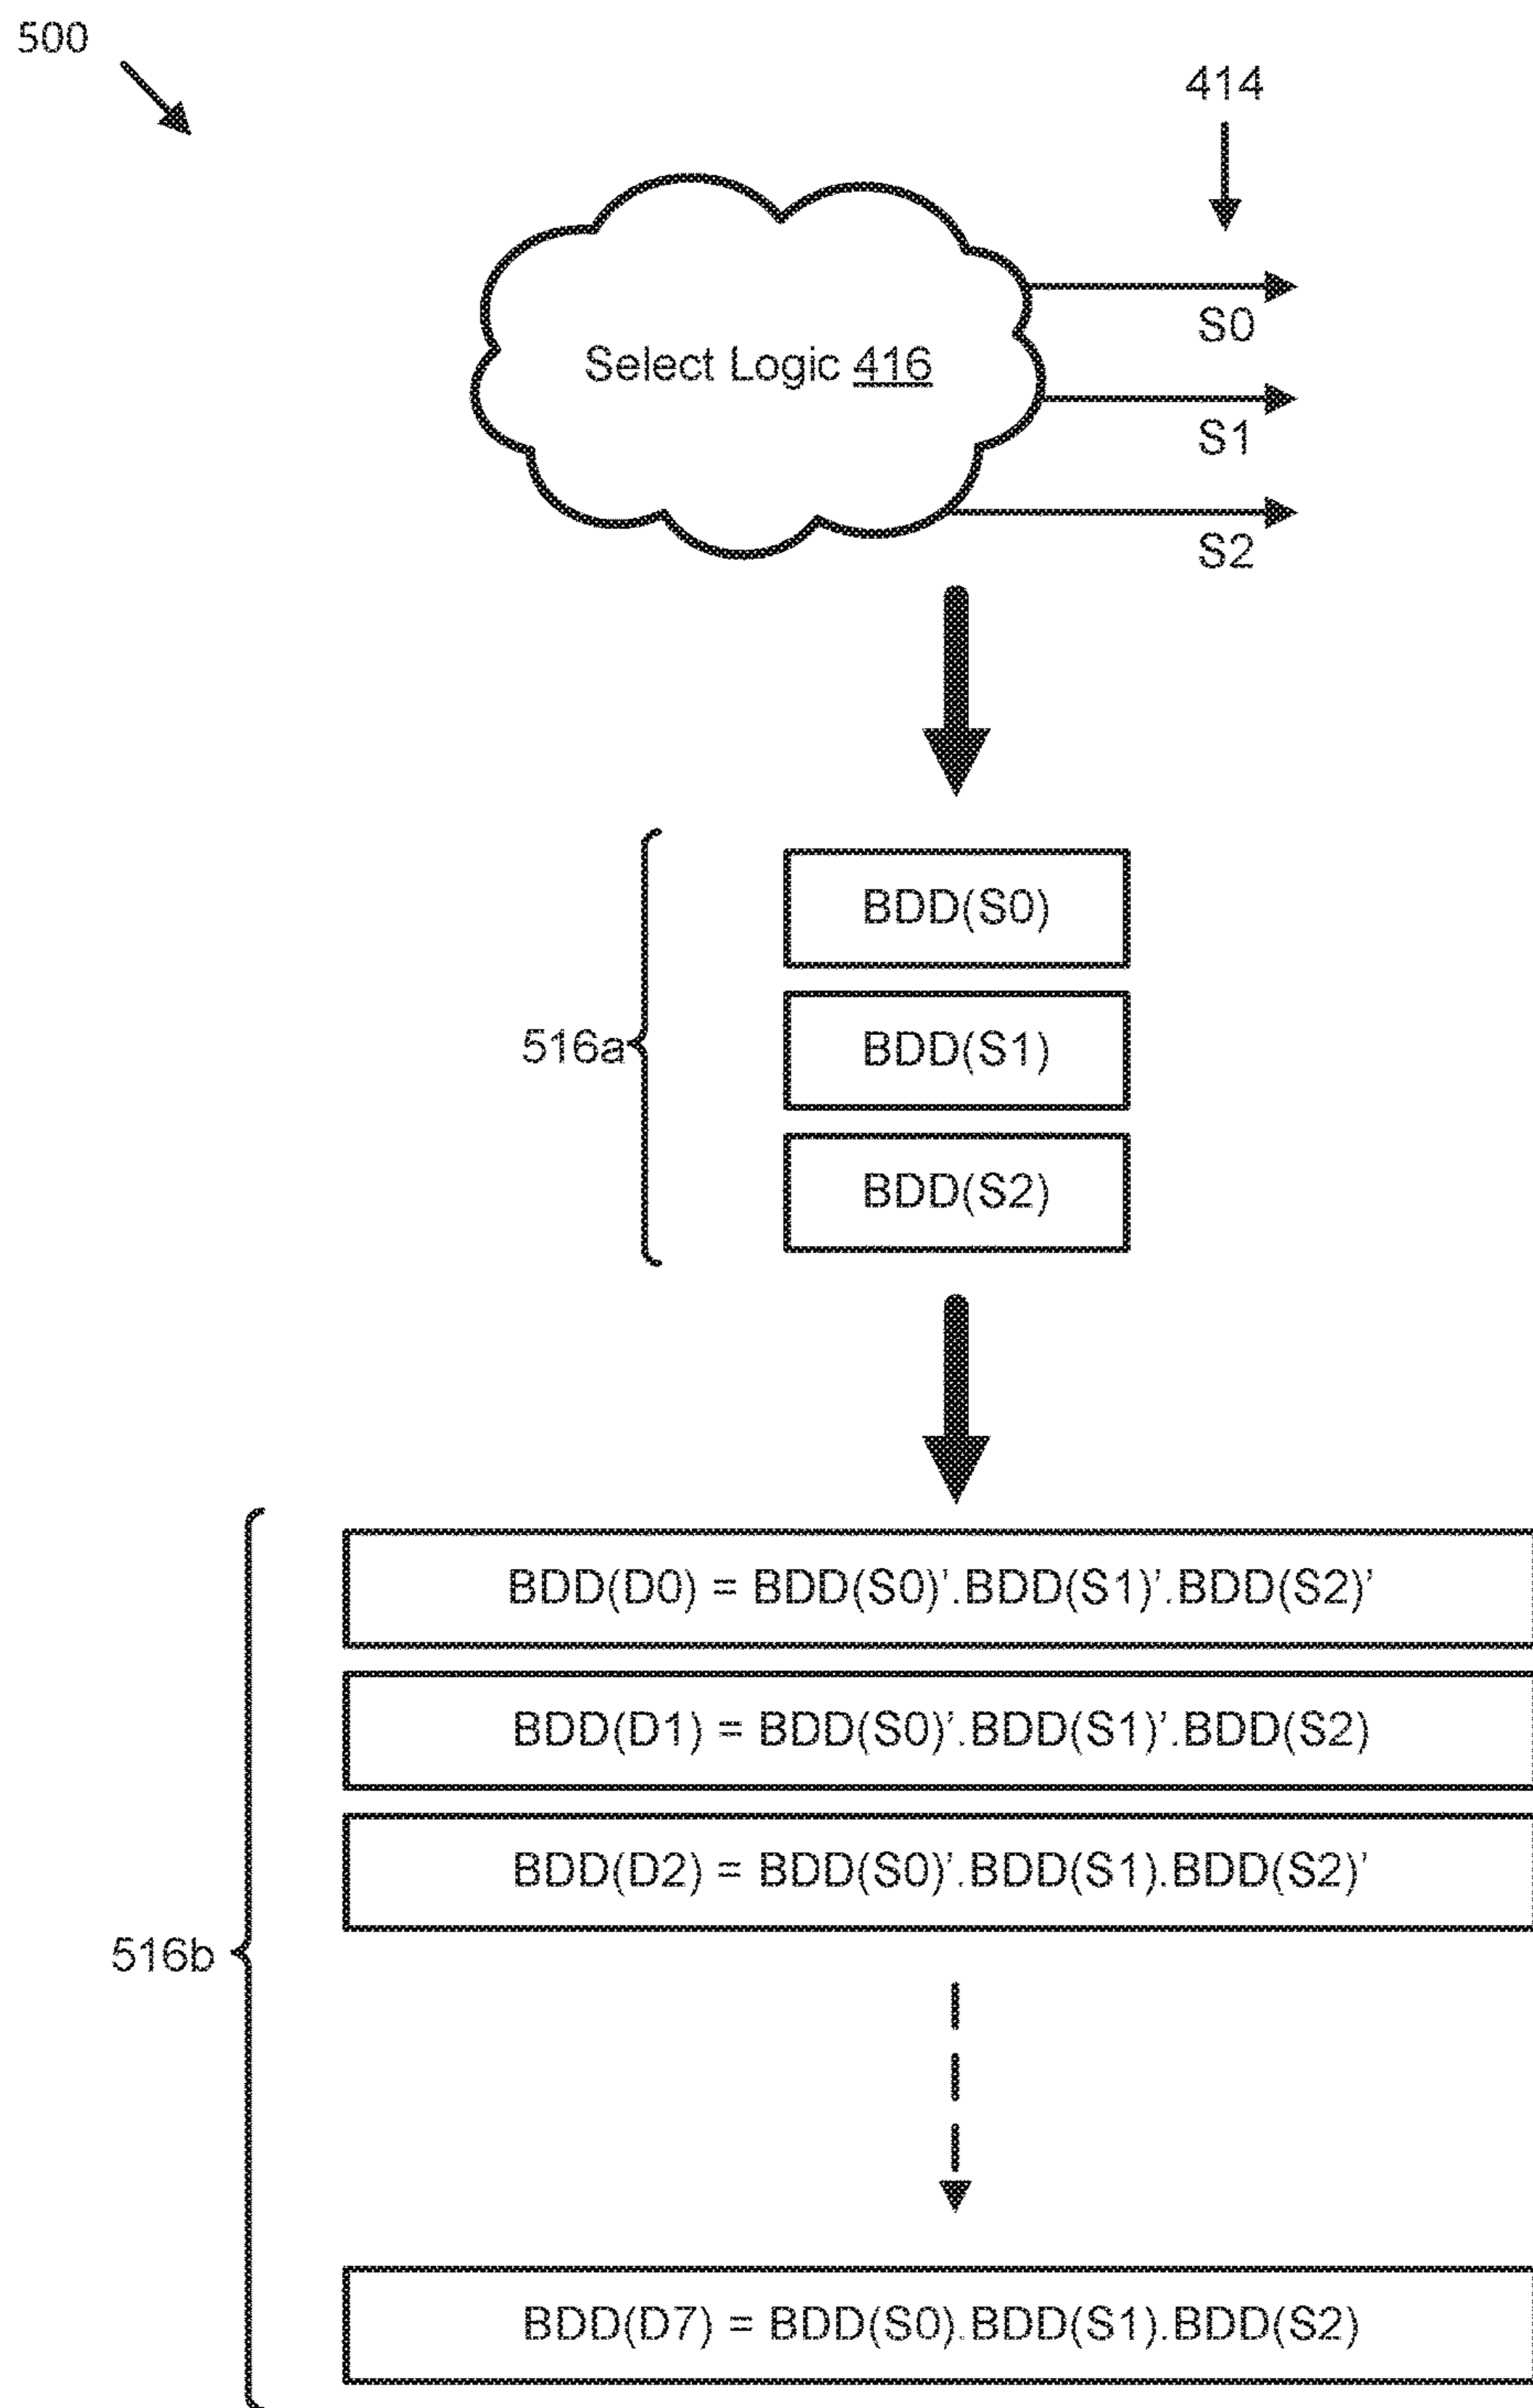 500
414
S0
Select Logic 416
S1
S2
BDD(S0)
516a
BDD(S1)
BDD(S2)
BDD(D0) = BDD(S0)’.BDD(S1)’.BDD(S2)’
BDD(D1) = BDD(S0)’.BDD(S1)’.BDD(S2)
BDD(D2) = BDD(S0)’.BDD(S1).BDD(S2)’
516b
BDD(D7) = BDD(S0).BDD(S1).BDD(S2)